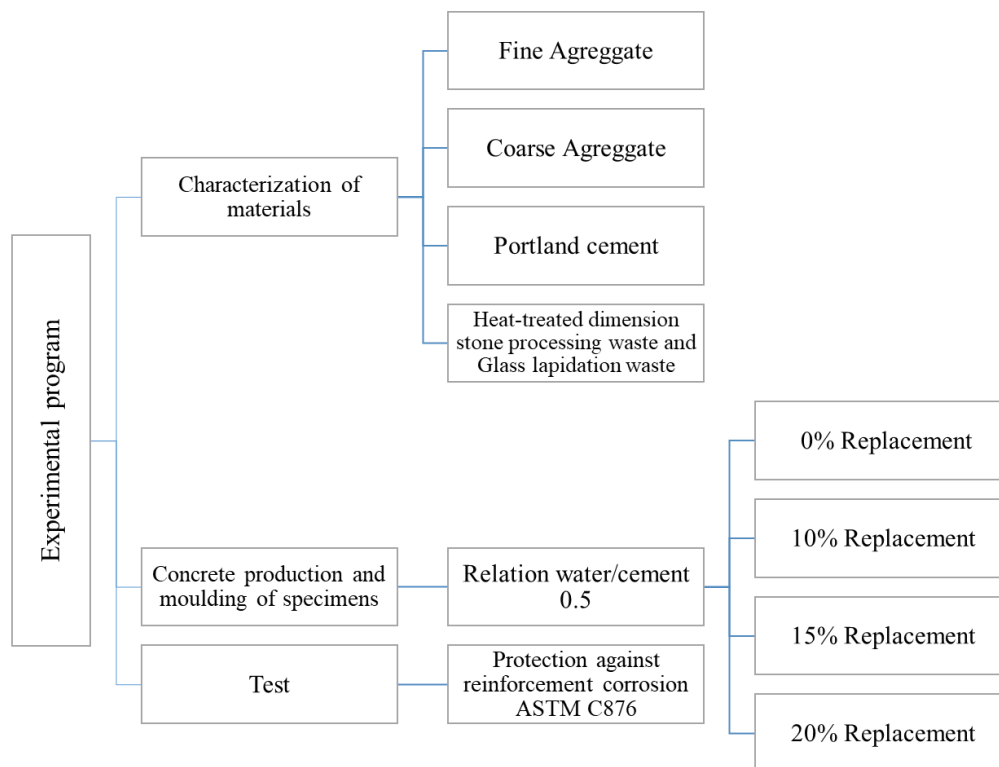 Experimental program
Characterization of
materials
Fine Agreggate
Coarse Agreggate
Portland cement
Heat-treated dimension
stone processing waste and
Glass lapidation waste
Concrete production and
moulding of specimens
Relation water/cement
0.5
0% Replacement
10% Replacement
15% Replacement
20% Replacement
Test
Protection against
reinforcement corrosion
ASTM C876